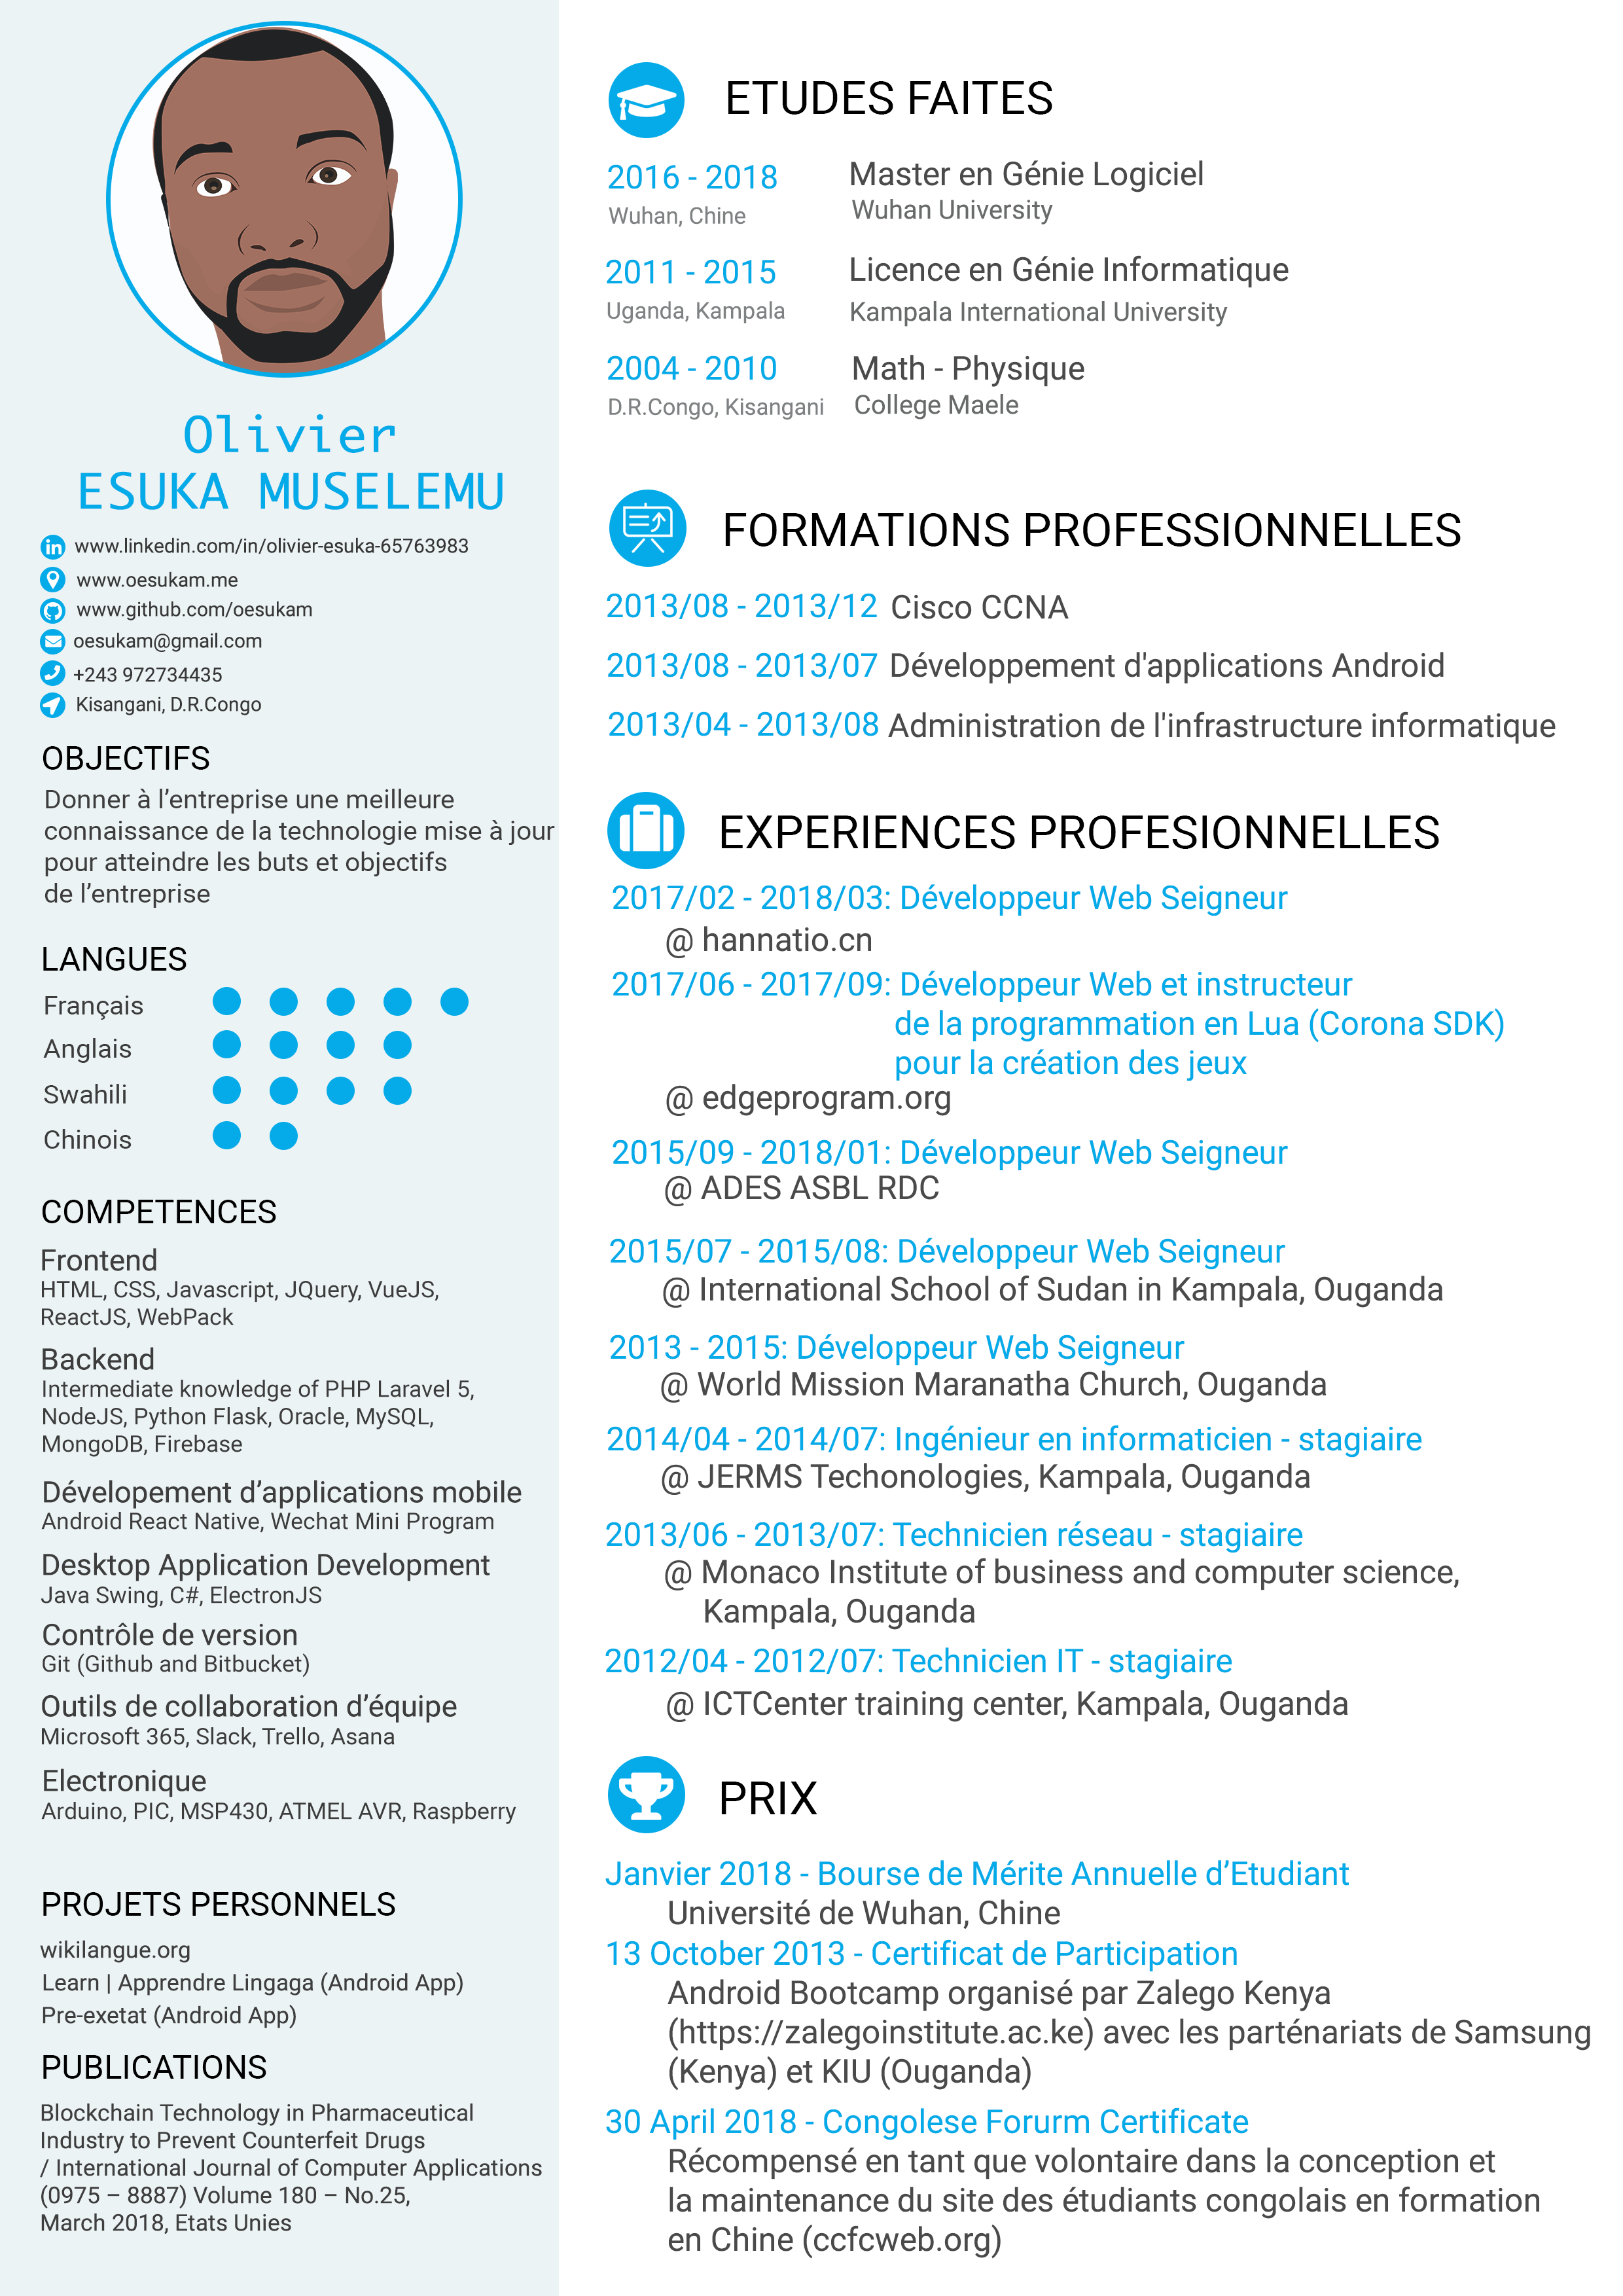 Olivier
ESUKA MUSELEMU
www.linkedin.com/in/olivier-esuka-65763983
www.oesukam.me
www.github.com/oesukam
oesukam@gmail.com
+243 972734435
Kisangani, D.R.Congo
OBJECTIFS
Donner à l’entreprise une meilleure
connaissance de la technologie mise à jour
pour atteindre les buts et objectifs
de l’entreprise
LANGUES
Français
Anglais
Swahili
Chinois
COMPETENCES
Frontend
HTML, CSS, Javascript, JQuery, VueJS,
ReactJS, WebPack
Backend
Intermediate knowledge of PHP Laravel 5,
NodeJS, Python Flask, Oracle, MySQL,
MongoDB, Firebase
Dévelopement d’applications mobile
Android React Native, Wechat Mini Program
Desktop Application Development
Java Swing, C#, ElectronJS
Contrôle de version
Git (Github and Bitbucket)
Outils de collaboration d’équipe
Microsoft 365, Slack, Trello, Asana
Electronique
Arduino, PIC, MSP430, ATMEL AVR, Raspberry
PROJETS PERSONNELS
wikilangue.org
Learn | Apprendre Lingaga (Android App)
Pre-exetat (Android App)
PUBLICATIONS
Blockchain Technology in Pharmaceutical
Industry to Prevent Counterfeit Drugs
/ International Journal of Computer Applications
(0975 – 8887) Volume 180 – No.25,
March 2018, Etats Unies
ETUDES FAITES
2016 - 2018 Master en Génie Logiciel
Wuhan, Chine Wuhan University
2011 - 2015 Licence en Génie Informatique
Uganda, Kampala Kampala International University
2004 - 2010 Math - Physique
D.R.Congo, Kisangani College Maele
FORMATIONS PROFESSIONNELLES
2013/08 - 2013/12 Cisco CCNA
2013/08 - 2013/07 Développement d'applications Android
2013/04 - 2013/08 Administration de l'infrastructure informatique
EXPERIENCES PROFESIONNELLES
2017/02 - 2018/03: Développeur Web Seigneur
@ hannatio.cn
2017/06 - 2017/09: Développeur Web et instructeur
de la programmation en Lua (Corona SDK)
pour la création des jeux
@ edgeprogram.org
2015/09 - 2018/01: Développeur Web Seigneur
@ ADES ASBL RDC
2015/07 - 2015/08: Développeur Web Seigneur
@ International School of Sudan in Kampala, Ouganda
2013 - 2015: Développeur Web Seigneur
@ World Mission Maranatha Church, Ouganda
2014/04 - 2014/07: Ingénieur en informaticien - stagiaire
@ JERMS Techonologies, Kampala, Ouganda
2013/06 - 2013/07: Technicien réseau - stagiaire
@ Monaco Institute of business and computer science,
Kampala, Ouganda
2012/04 - 2012/07: Technicien IT - stagiaire
@ ICTCenter training center, Kampala, Ouganda
PRIX
Janvier 2018 - Bourse de Mérite Annuelle d’Etudiant
Université de Wuhan, Chine
13 October 2013 - Certificat de Participation
Android Bootcamp organisé par Zalego Kenya
(https://zalegoinstitute.ac.ke) avec les parténariats de Samsung
(Kenya) et KIU (Ouganda)
30 April 2018 - Congolese Forurm Certificate
Récompensé en tant que volontaire dans la conception et
la maintenance du site des étudiants congolais en formation
en Chine (ccfcweb.org)